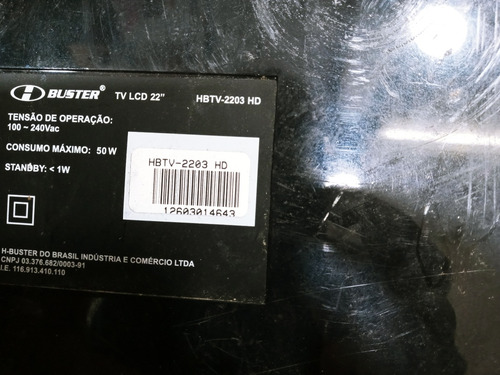 H BUSTER® TV LCD 22" HBTV-2203 HD
TENSÃO DE OPERAÇÃO:
100 ~ 240Vac
CONSUMO MÁXIMO: 50 W
STANDBY: < 1W
HBTV-2203 HD
12603014643
H-BUSTER DO BRASIL INDÚSTRIA E COMÉRCIO LTDA
CNPJ 03.376.682/0003-91
I.E. 116.913.410.110